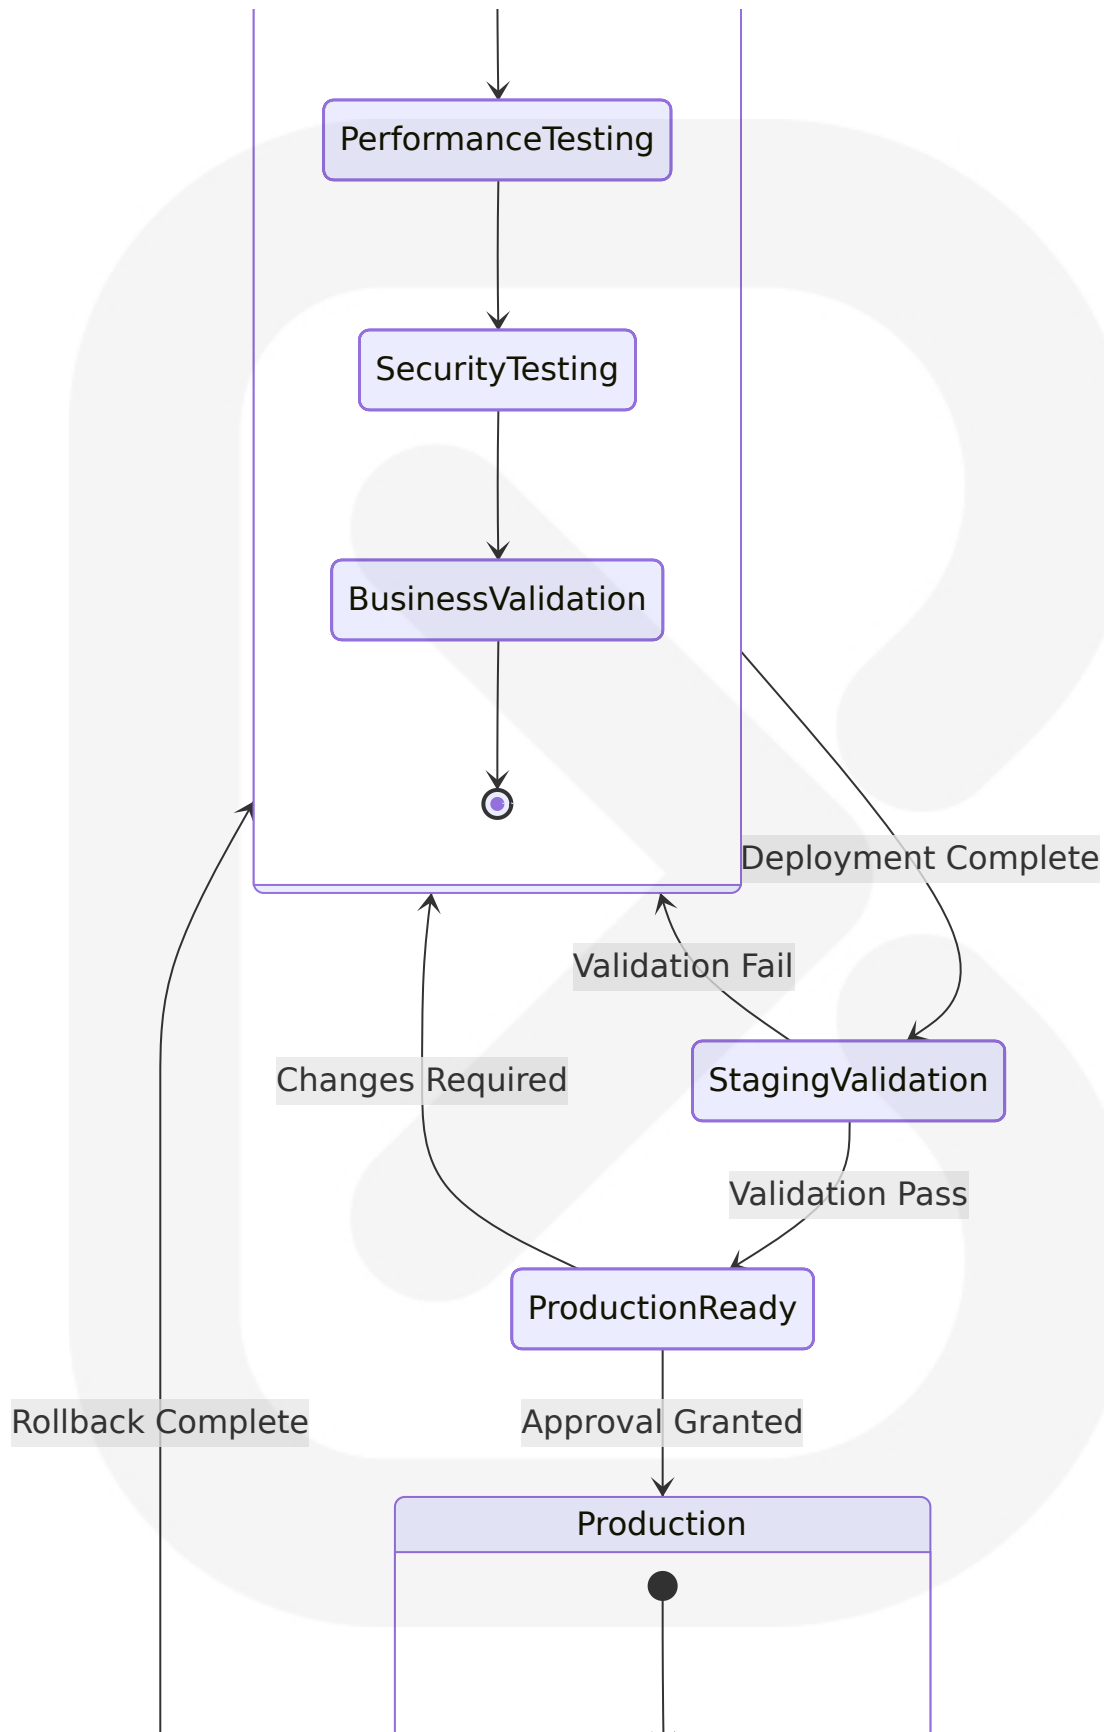 PerformanceTesting
SecurityTesting
BusinessValidation
Deployment Complete
Validation Fail
Changes Required
StagingValidation
Validation Pass
ProductionReady
Rollback Complete
Approval Granted
Production